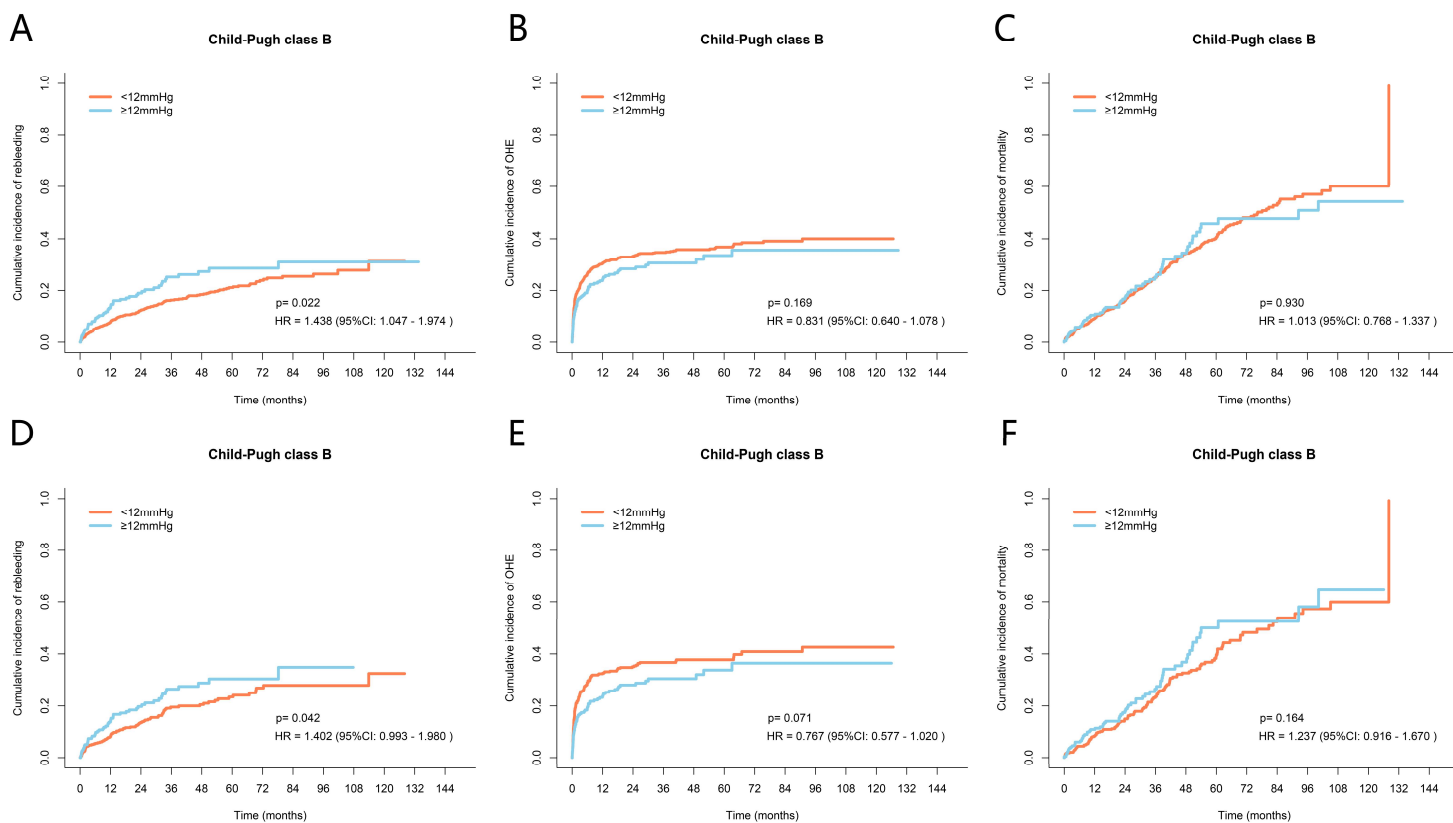 A
Child-Pugh class B
Cumulative incidence of rebleeding
0.0 0.2 0.4 0.6 0.8 1.0
<12mmHg
≥12mmHg
p= 0.022
HR = 1.438 (95%CI: 1.047 - 1.974 )
0 12 24 36 48 60 72 84 96 108 120 132 144
Time (months)
B
Child-Pugh class B
Cumulative incidence of OHE
0.0 0.2 0.4 0.6 0.8 1.0
<12mmHg
≥12mmHg
p= 0.169
HR = 0.831 (95%CI: 0.640 - 1.078 )
0 12 24 36 48 60 72 84 96 108 120 132 144
Time (months)
C
Child-Pugh class B
Cumulative incidence of mortality
0.0 0.2 0.4 0.6 0.8 1.0
<12mmHg
≥12mmHg
p= 0.930
HR = 1.013 (95%CI: 0.768 - 1.337 )
0 12 24 36 48 60 72 84 96 108 120 132 144
Time (months)
D
Child-Pugh class B
Cumulative incidence of rebleeding
0.0 0.2 0.4 0.6 0.8 1.0
<12mmHg
≥12mmHg
p= 0.042
HR = 1.402 (95%CI: 0.993 - 1.980 )
0 12 24 36 48 60 72 84 96 108 120 132 144
Time (months)
E
Child-Pugh class B
Cumulative incidence of OHE
0.0 0.2 0.4 0.6 0.8 1.0
<12mmHg
≥12mmHg
p= 0.071
HR = 0.767 (95%CI: 0.577 - 1.020 )
0 12 24 36 48 60 72 84 96 108 120 132 144
Time (months)
F
Child-Pugh class B
Cumulative incidence of mortality
0.0 0.2 0.4 0.6 0.8 1.0
<12mmHg
≥12mmHg
p= 0.164
HR = 1.237 (95%CI: 0.916 - 1.670 )
0 12 24 36 48 60 72 84 96 108 120 132 144
Time (months)